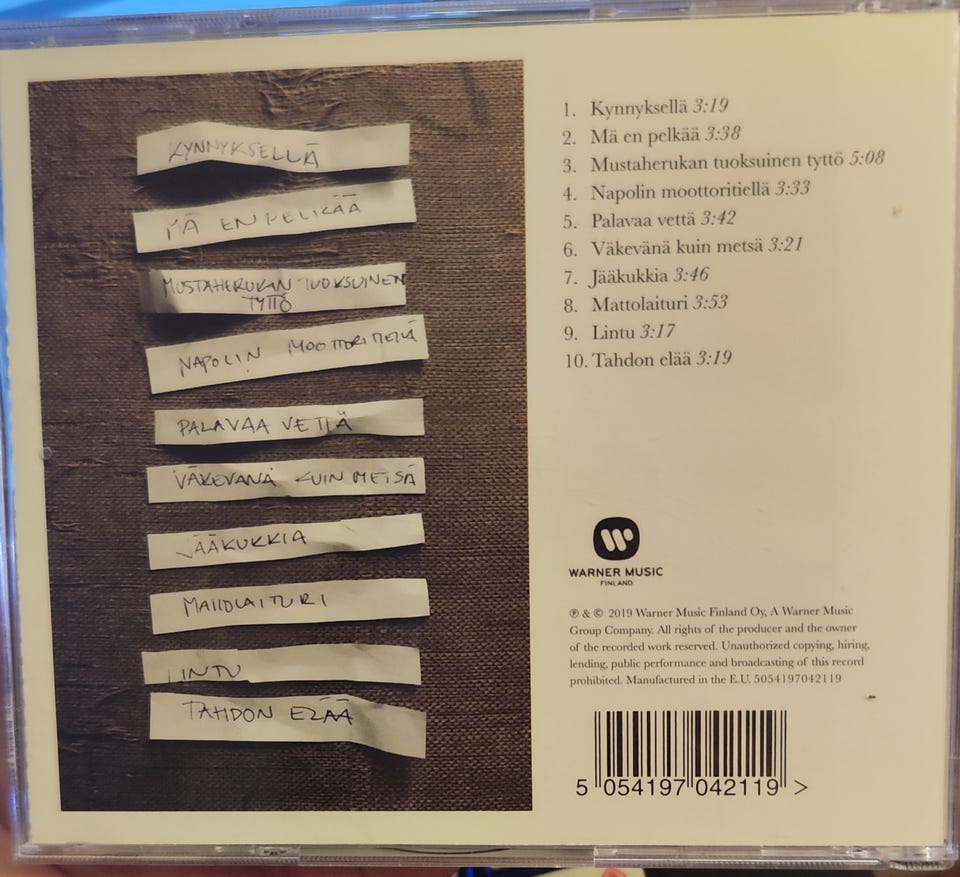 KYNNYKSELLÄ
MÄ EN PELKÄÄ
MUSTAHERUKAN TUOKSUINEN
TYTTÖ
NAPOLIN MOOTTORITIELLÄ
PALAVAA VETTÄ
VÄKEVÄNÄ KUIN METSÄ
JÄÄKUKKIA
MATTOLAITURI
LINTU
TAHDON ELÄÄ
1. Kynnyksellä 3:19
2. Mä en pelkää 3:38
3. Mustaherukan tuoksuinen tyttö 5:08
4. Napolin moottoritiellä 3:33
5. Palavaa vettä 3:42
6. Väkevänä kuin metsä 3:21
7. Jääkukkia 3:46
8. Mattolaituri 3:53
9. Lintu 3:17
10. Tahdon elää 3:19
WARNER MUSIC
FINLAND
℗ & © 2019 Warner Music Finland Oy, A Warner Music
Group Company. All rights of the producer and the owner
of the recorded work reserved. Unauthorized copying, hiring,
lending, public performance and broadcasting of this record
prohibited. Manufactured in the E.U. 5054197042119
5 054197 042119 >